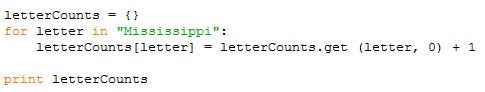 letterCounts = {}
for letter in "Mississippi":
    letterCounts[letter] = letterCounts.get (letter, 0) + 1
print letterCounts